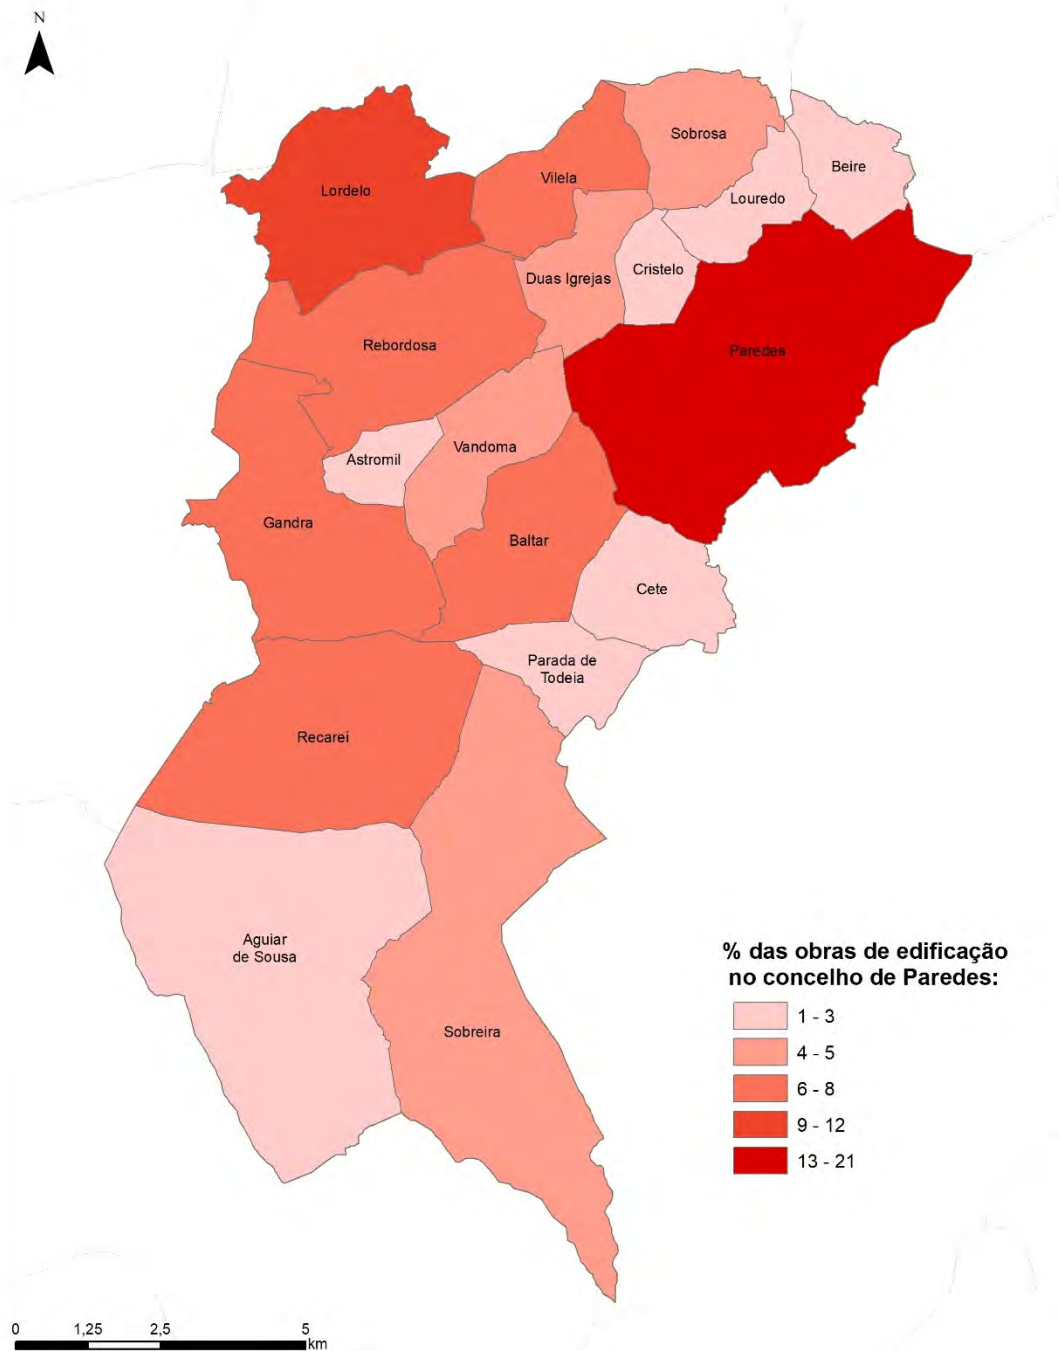 N
Sobrosa
Beire
Vilela
Lordelo
Louredo
Cristelo
Duas Igrejas
Rebordosa
Paredes
Vandoma
Astromil
Gandra
Baltar
Cete
Parada de
Todeia
Recarei
Aguiar
de Sousa
Sobreira
% das obras de edificação
no concelho de Paredes:
1 - 3
4 - 5
6 - 8
9 - 12
13 - 21
0 1,25 2,5 5
km